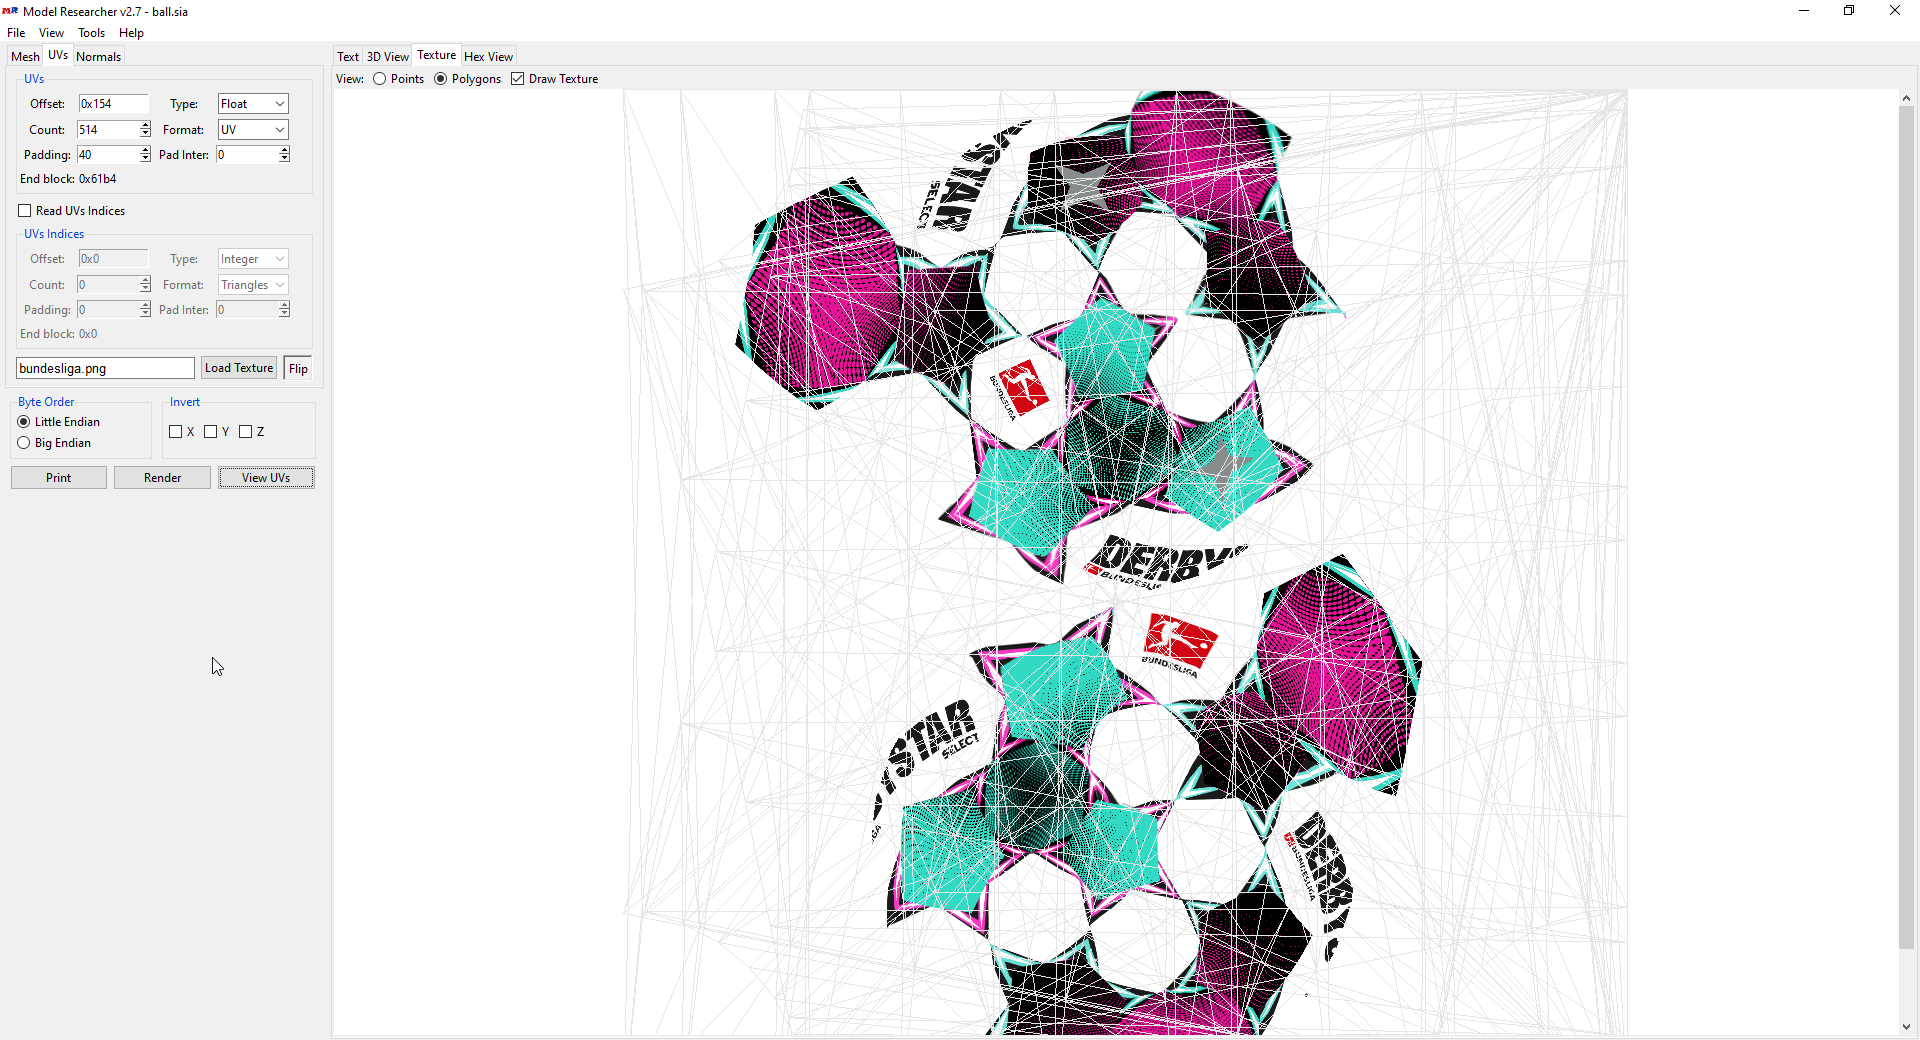 Model Researcher v2.7 - ball.sia
File View Tools Help
Mesh UVs Normals
Text 3D View Texture Hex View
View: Points Polygons Draw Texture
UVs
Offset: 0x154 Type: Float
Count: 514 Format: UV
Padding: 40 Pad Inter: 0
End block: 0x61b4
Read UVs Indices
UVs Indices
Offset: 0x0 Type: Integer
Count: 0 Format: Triangles
Padding: 0 Pad Inter: 0
End block: 0x0
bundesliga.png Load Texture Flip
Byte Order Invert
Little Endian X Y Z
Big Endian
Print Render View UVs
STAR
SELECT
BUNDESLIGA
DERBY
BUNDESLIGA
BUNDESLIGA
STAR
SELECT
BUNDESLIGA